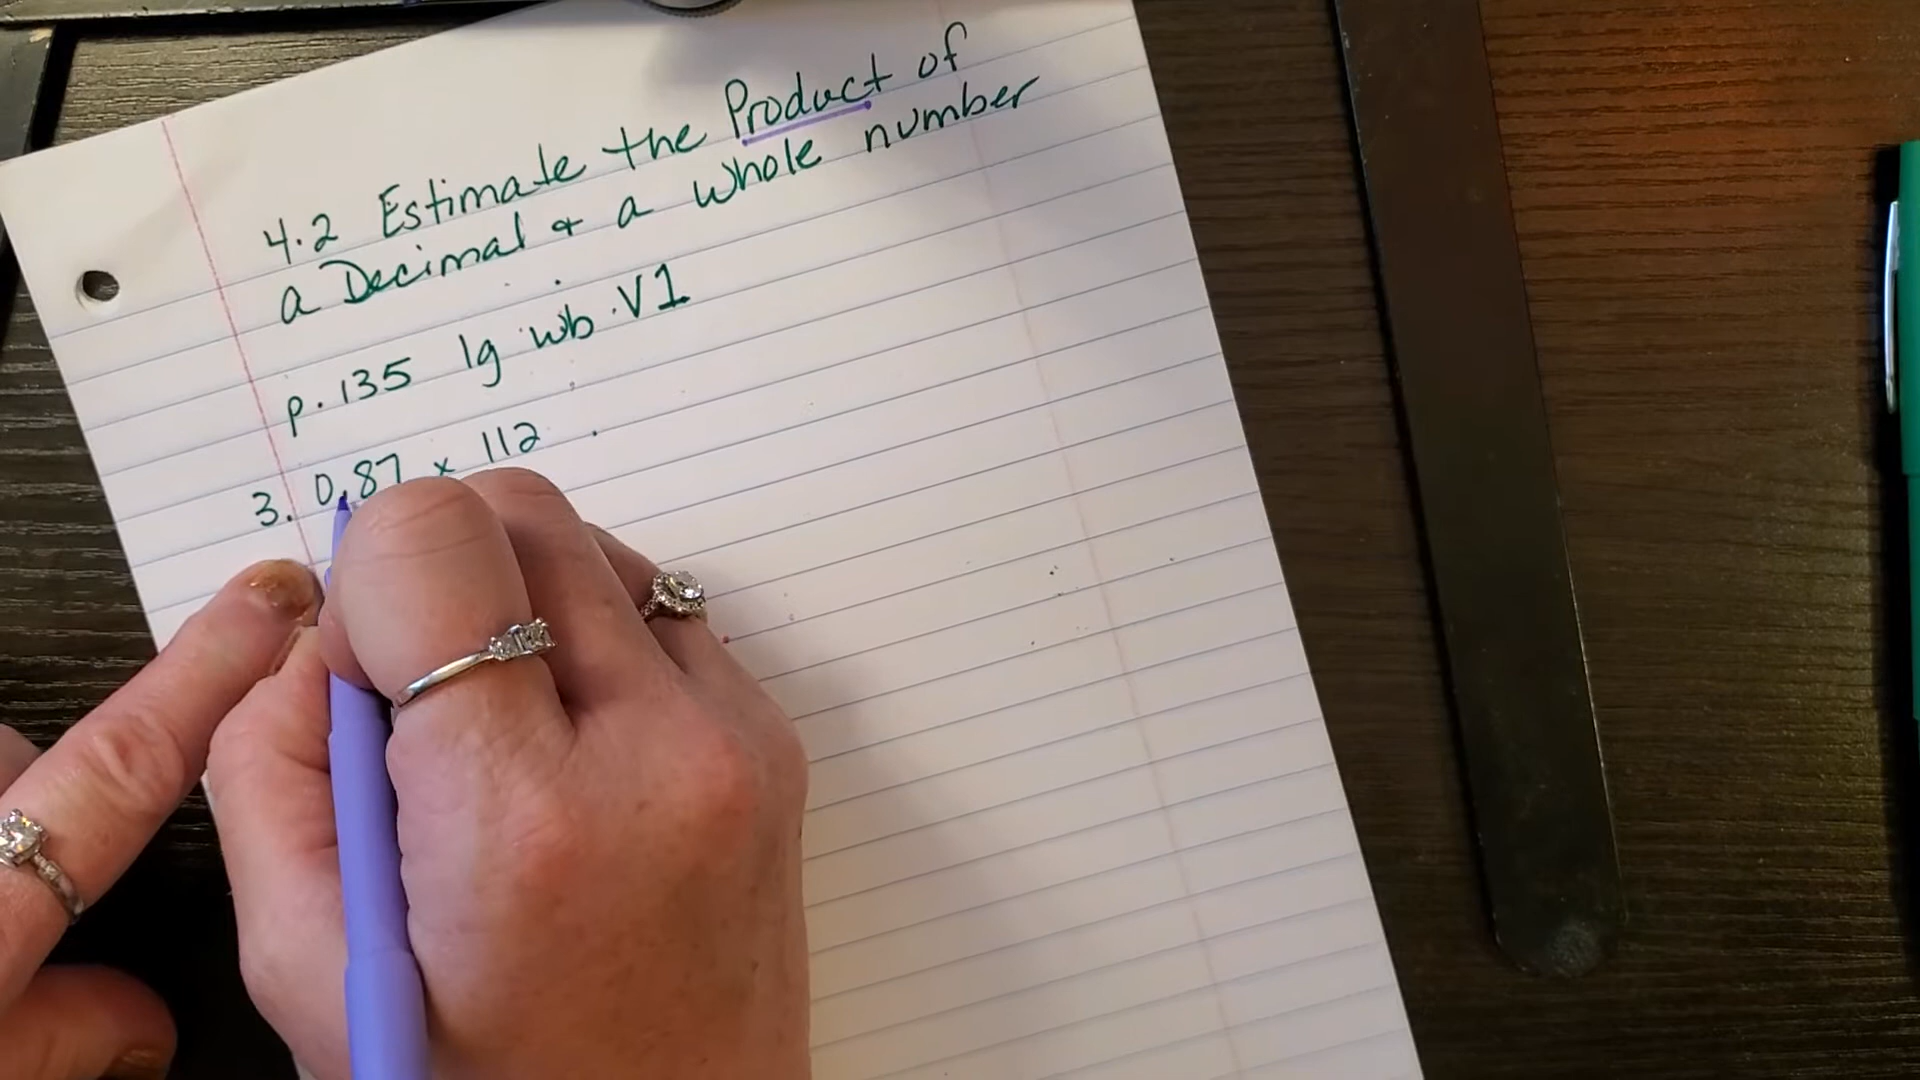 4.2 Estimate the Product of
a Decimal & a whole number
p. 135 lg wb. V1
3. 0.87 x 112